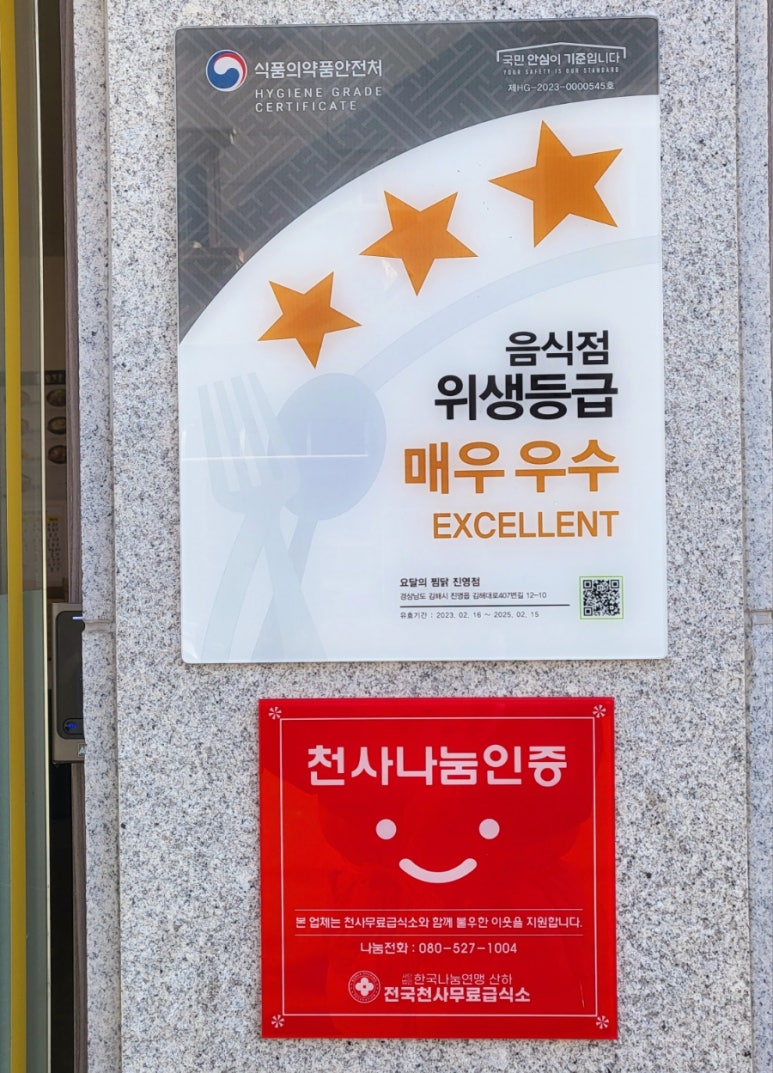 식품의약품안전처
HYGIENE GRADE
CERTIFICATE
국민 안심이 기준입니다
YOUR SAFETY IS OUR STANDARD
제HG-2023-0000545호
음식점
위생등급
매우 우수
EXCELLENT
요달의 찜닭 진영점
경상남도 김해시 진영읍 김해대로407번길 12-10
유효기간 : 2023. 02. 16 ~ 2025. 02. 15
천사나눔인증
본 업체는 천사무료급식소와 함께 불우한 이웃을 지원합니다.
나눔전화 : 080-527-1004
한국나눔연맹 산하
전국천사무료급식소